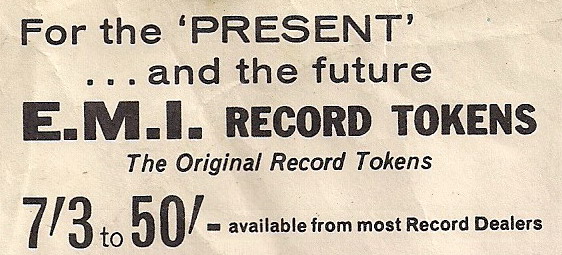 For the ‘PRESENT’
...and the future
E.M.I. RECORD TOKENS
The Original Record Tokens
7/3 to 50/- available from most Record Dealers